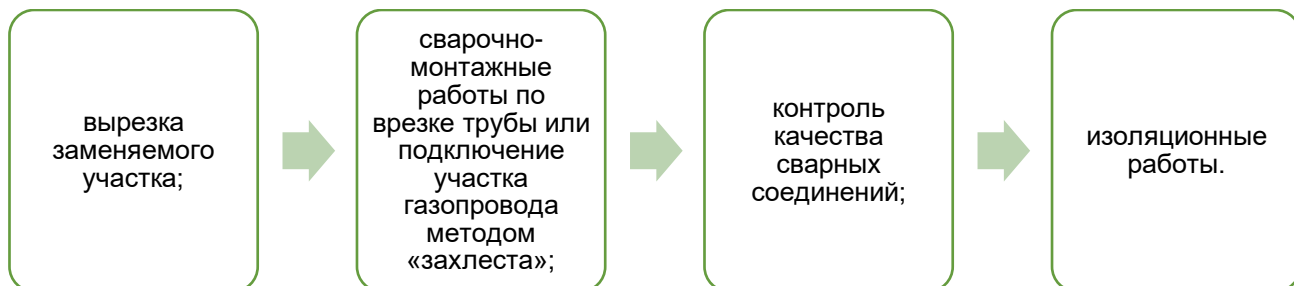 вырезка
заменяемого
участка;
сварочно-
монтажные
работы по
врезке трубы или
подключение
участка
газопровода
методом
«захлеста»;
контроль
качества
сварных
соединений;
изоляционные
работы.